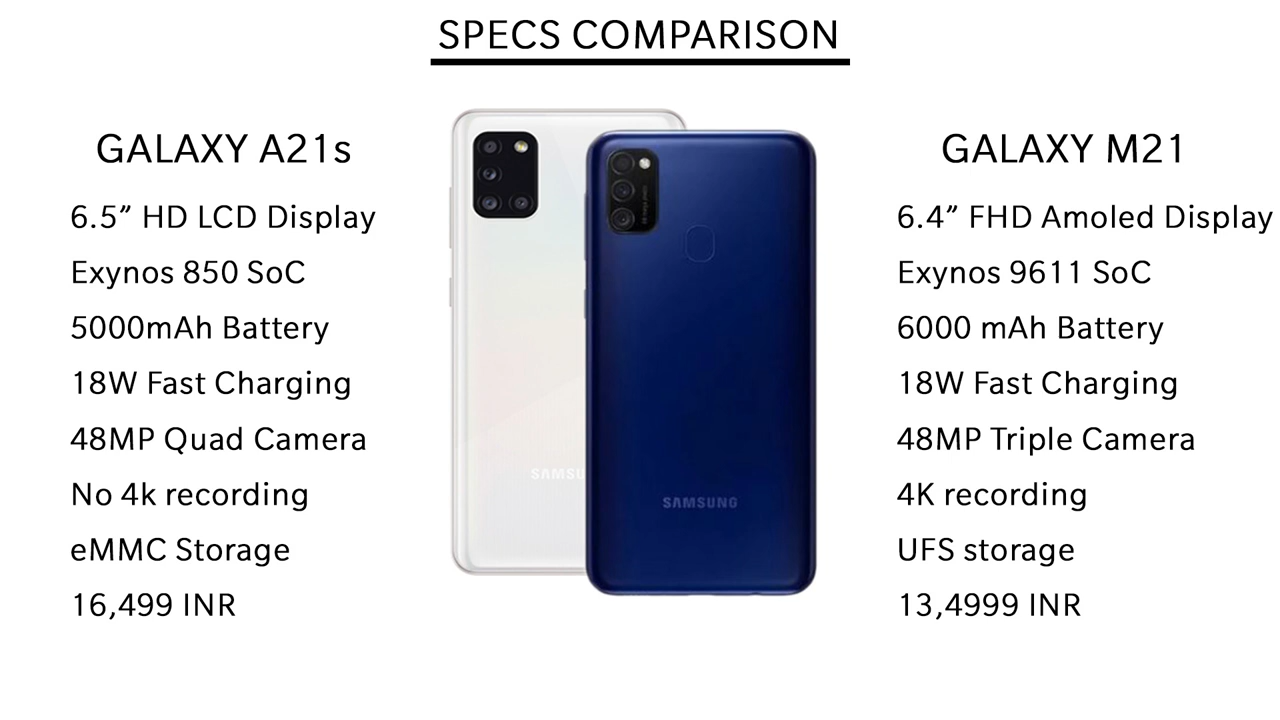 SPECS COMPARISON
GALAXY A21s
6.5” HD LCD Display
Exynos 850 SoC
5000mAh Battery
18W Fast Charging
48MP Quad Camera
No 4k recording
eMMC Storage
16,499 INR
SAMSU
SAMSUNG
GALAXY M21
6.4” FHD Amoled Display
Exynos 9611 SoC
6000 mAh Battery
18W Fast Charging
48MP Triple Camera
4K recording
UFS storage
13,4999 INR